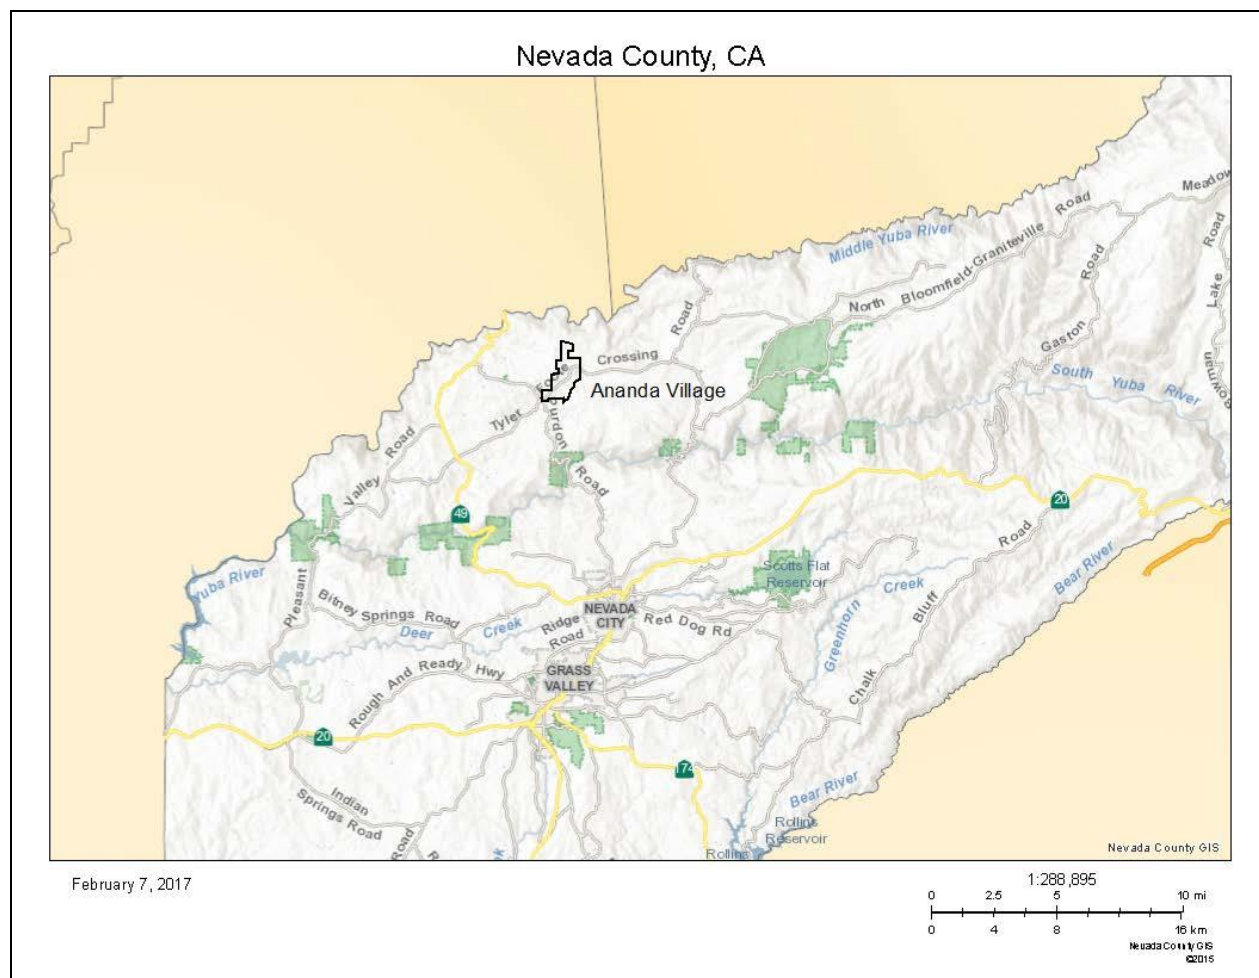 Nevada County, CA
Meadow
Road
Middle Yuba River
North Bloomfield-Graniteville Road
Road
Lake
Bowman
Gaston Road
Road
Crossing
Ananda Village
South Yuba River
Tyler Foote
Valley Road
Road
49
20
Yuba River
Pleasant
Bitney Springs Road
Deer Creek
Ridge Road
NEVADA
CITY
Red Dog Rd
Scotts Flat
Reservoir
Greenhorn Creek
Chalk Bluff Road
Bear River
Rough And Ready Hwy
GRASS
VALLEY
20
174
Indian
Springs Road
Road
Bear River
Rollins
Reservoir
Rollins
Nevada County GIS
February 7, 2017
1:288,895
0 2.5 5 10 mi
0 4 8 16 km
Nevada County GIS
©2015